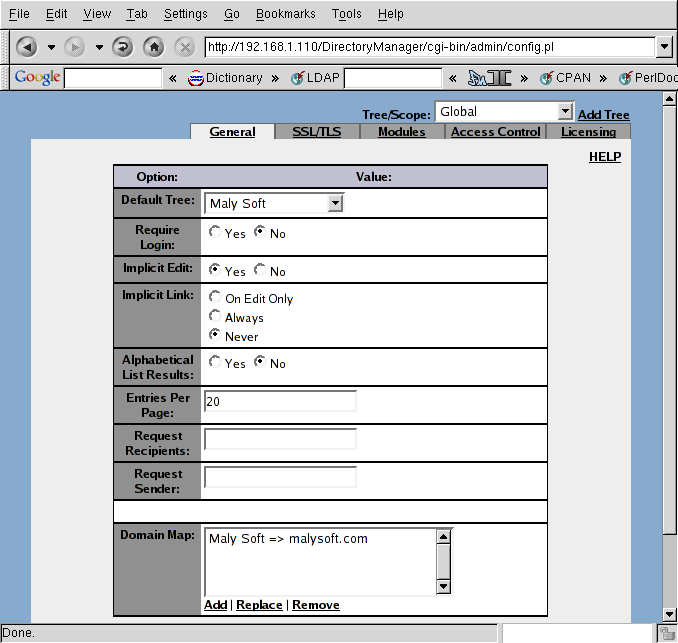 File Edit View Tab Settings Go Bookmarks Tools Help
http://192.168.1.110/DirectoryManager/cgi-bin/admin/config.pl
Google « Dictionary » LDAP « » CPAN » PerlDoc
Tree/Scope: Global Add Tree
General SSL/TLS Modules Access Control Licensing
HELP
Option: Value:
Default Tree: Maly Soft
Require Login: Yes No
Implicit Edit: Yes No
Implicit Link: On Edit Only
Always
Never
Alphabetical List Results: Yes No
Entries Per Page: 20
Request Recipients:
Request Sender:
Domain Map: Maly Soft => malysoft.com
Add | Replace | Remove
Done.